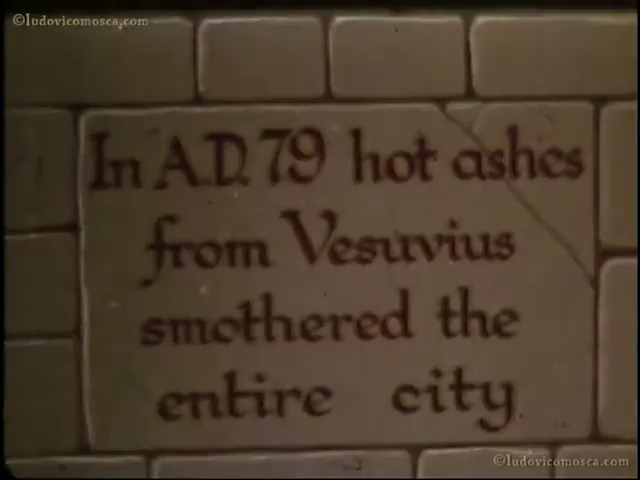 ©ludovicomosca.com
In A.D. 79 hot ashes
from Vesuvius
smothered the
entire city
©ludovicomosca.com